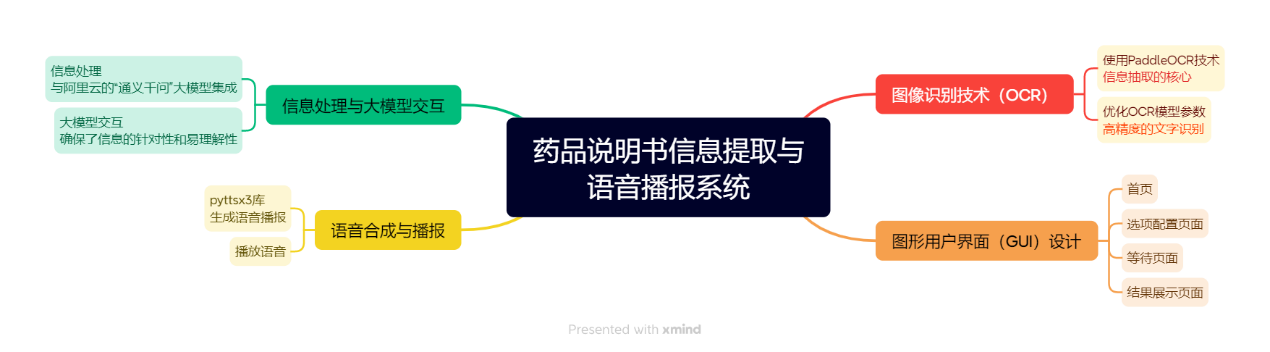 药品说明书信息提取与
语音播报系统
图像识别技术（OCR）
使用PaddleOCR技术
信息抽取的核心
优化OCR模型参数
高精度的文字识别
图形用户界面（GUI）设计
首页
选项配置页面
等待页面
结果展示页面
信息处理与大模型交互
信息处理
与阿里云的“通义千问”大模型集成
大模型交互
确保了信息的针对性和易理解性
语音合成与播报
pyttsx3库
生成语音播报
播放语音
Presented with xmind